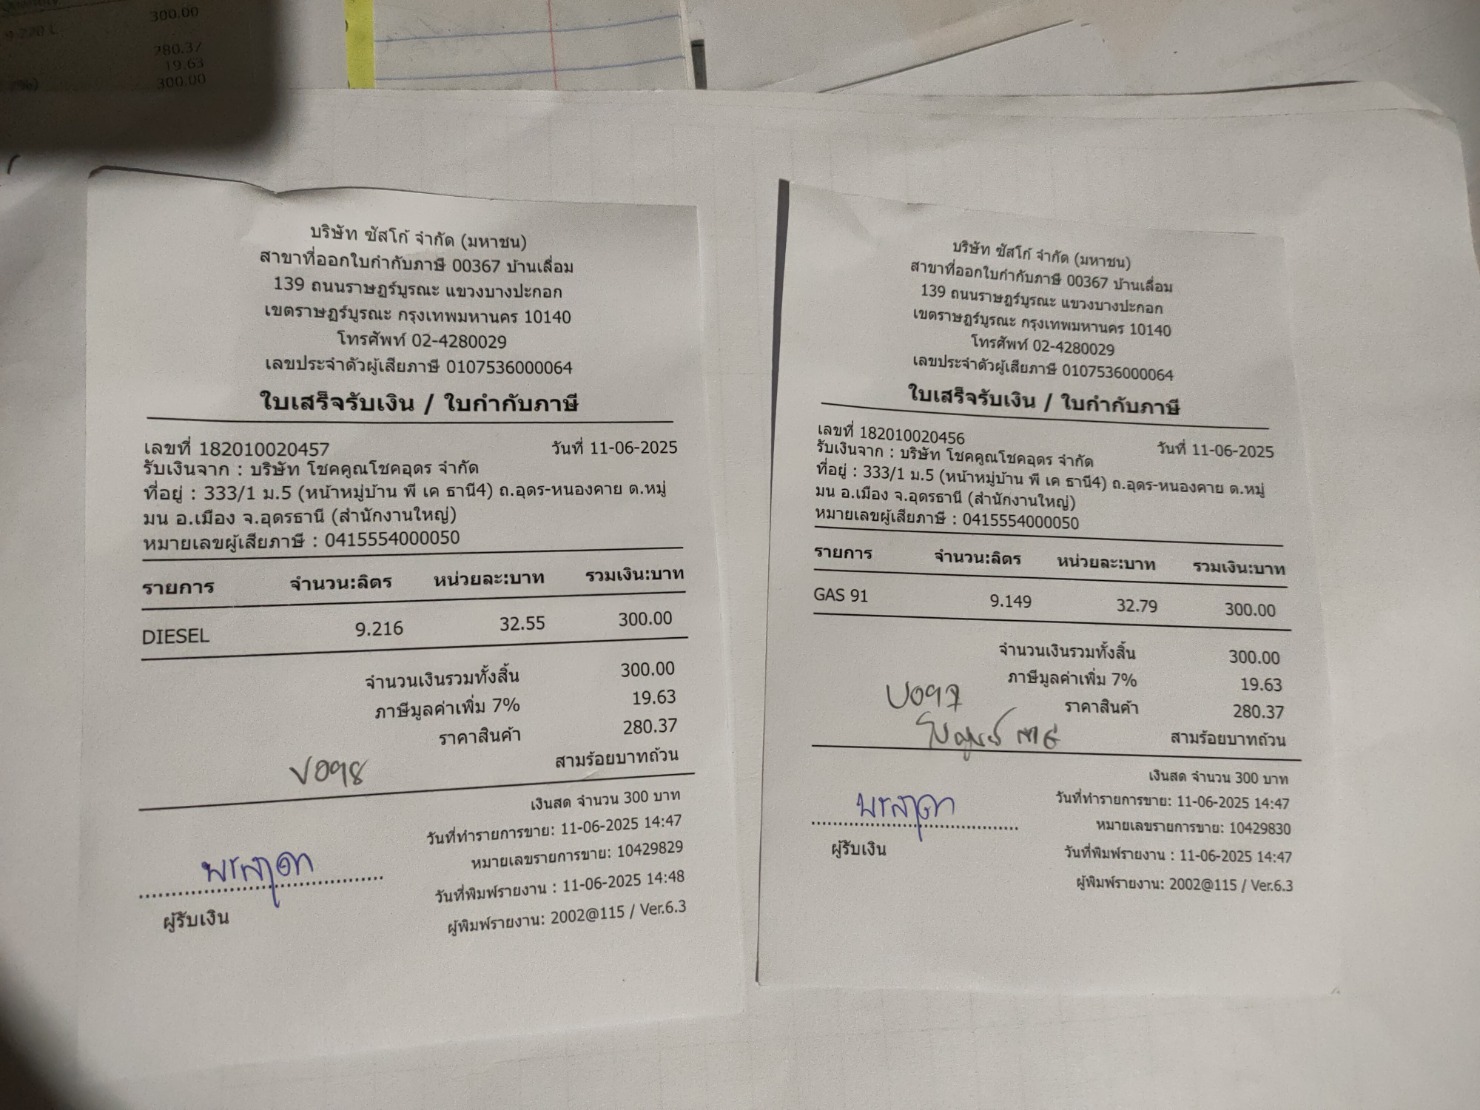 300.00
9.220 L
280.37
19.63
300.00
บริษัท ซัสโก้ จำกัด (มหาชน)
สาขาที่ออกใบกำกับภาษี 00367 บ้านเลื่อม
139 ถนนราษฎร์บูรณะ แขวงบางปะกอก
เขตราษฎร์บูรณะ กรุงเทพมหานคร 10140
โทรศัพท์ 02-4280029
เลขประจำตัวผู้เสียภาษี 0107536000064
ใบเสร็จรับเงิน / ใบกำกับภาษี
เลขที่ 182010020457 วันที่ 11-06-2025
รับเงินจาก : บริษัท โชคคูณโชคอุดร จำกัด
ที่อยู่ : 333/1 ม.5 (หน้าหมู่บ้าน พี เค ธานี4) ถ.อุดร-หนองคาย ต.หมู่
มน อ.เมือง จ.อุดรธานี (สำนักงานใหญ่)
หมายเลขผู้เสียภาษี : 0415554000050
รายการ จำนวน:ลิตร หน่วยละ:บาท รวมเงิน:บาท
DIESEL 9.216 32.55 300.00
จำนวนเงินรวมทั้งสิ้น 300.00
ภาษีมูลค่าเพิ่ม 7% 19.63
ราคาสินค้า 280.37
สามร้อยบาทถ้วน
V098
เงินสด จำนวน 300 บาท
วันที่ทำรายการขาย: 11-06-2025 14:47
หมายเลขรายการขาย: 10429829
วันที่พิมพ์รายงาน : 11-06-2025 14:48
ผู้พิมพ์รายงาน: 2002@115 / Ver.6.3
ผู้รับเงิน
บริษัท ซัสโก้ จำกัด (มหาชน)
สาขาที่ออกใบกำกับภาษี 00367 บ้านเลื่อม
139 ถนนราษฎร์บูรณะ แขวงบางปะกอก
เขตราษฎร์บูรณะ กรุงเทพมหานคร 10140
โทรศัพท์ 02-4280029
เลขประจำตัวผู้เสียภาษี 0107536000064
ใบเสร็จรับเงิน / ใบกำกับภาษี
เลขที่ 182010020456 วันที่ 11-06-2025
รับเงินจาก : บริษัท โชคคูณโชคอุดร จำกัด
ที่อยู่ : 333/1 ม.5 (หน้าหมู่บ้าน พี เค ธานี4) ถ.อุดร-หนองคาย ต.หมู่
มน อ.เมือง จ.อุดรธานี (สำนักงานใหญ่)
หมายเลขผู้เสียภาษี : 0415554000050
รายการ จำนวน:ลิตร หน่วยละ:บาท รวมเงิน:บาท
GAS 91 9.149 32.79 300.00
จำนวนเงินรวมทั้งสิ้น 300.00
ภาษีมูลค่าเพิ่ม 7% 19.63
V097 ราคาสินค้า 280.37
สามร้อยบาทถ้วน
เงินสด จำนวน 300 บาท
วันที่ทำรายการขาย: 11-06-2025 14:47
หมายเลขรายการขาย: 10429830
วันที่พิมพ์รายงาน : 11-06-2025 14:47
ผู้พิมพ์รายงาน: 2002@115 / Ver.6.3
ผู้รับเงิน